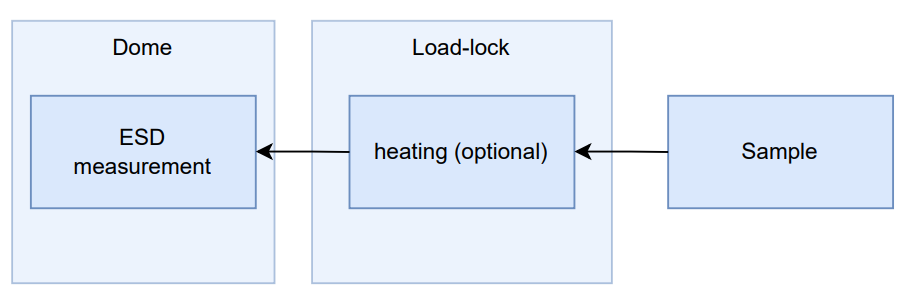 Dome
Load-lock
ESD
measurement
heating (optional)
Sample